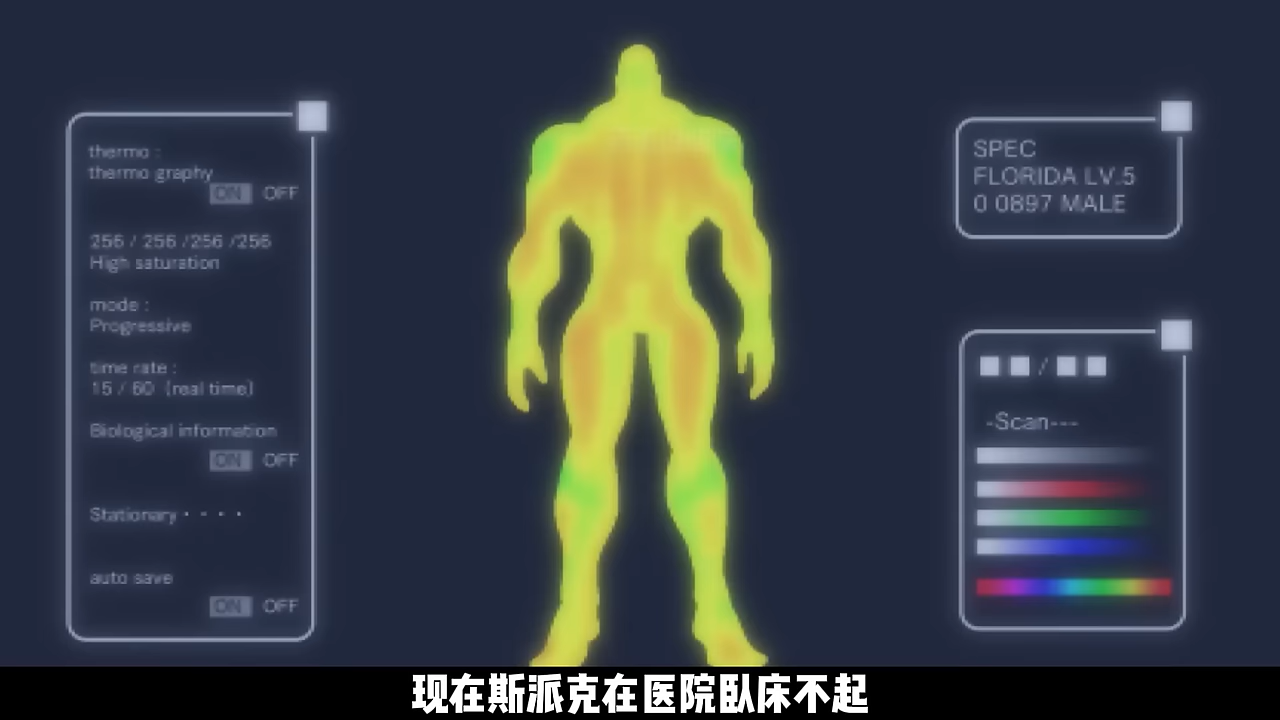 thermo :
thermo graphy
ON OFF
256 / 256 /256 /256
High saturation
mode :
Progressive
time rate :
15 / 60 (real time)
Biological information
ON OFF
Stationary・・・・
auto save
ON OFF
SPEC
FLORIDA LV.5
0 0897 MALE
-Scan---
现在斯派克在医院卧床不起